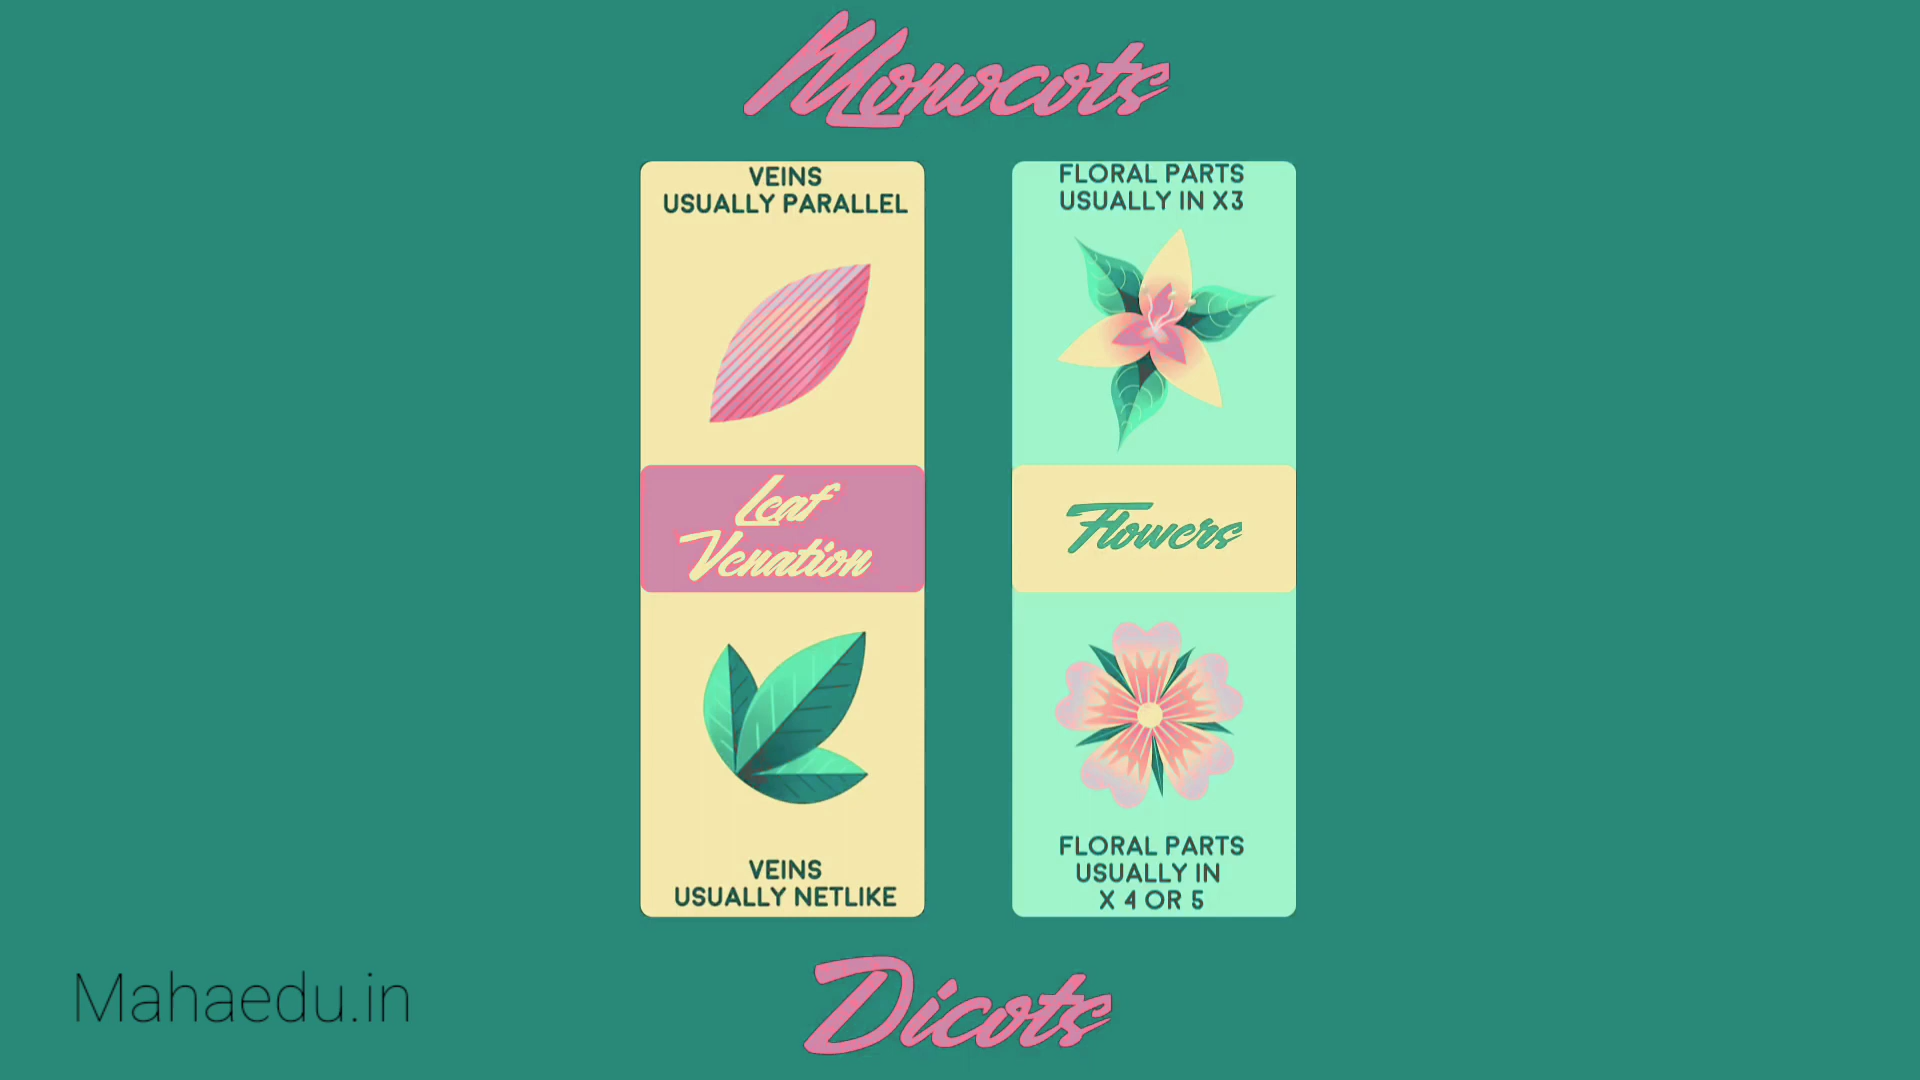 Monocots
VEINS
USUALLY PARALLEL
FLORAL PARTS
USUALLY IN X3
Leaf
Venation
Flowers
VEINS
USUALLY NETLIKE
FLORAL PARTS
USUALLY IN
X 4 OR 5
Dicots
Mahaedu.in